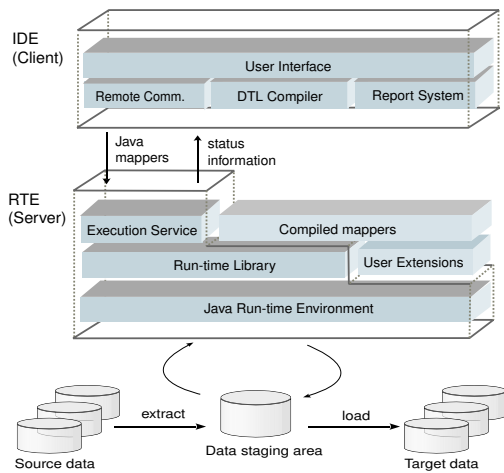 IDE
(Client)
User Interface
Remote Comm.
DTL Compiler
Report System
Java
mappers
status
information
RTE
(Server)
Execution Service
Compiled mappers
Run-time Library
User Extensions
Java Run-time Environment
extract
load
Source data
Data staging area
Target data